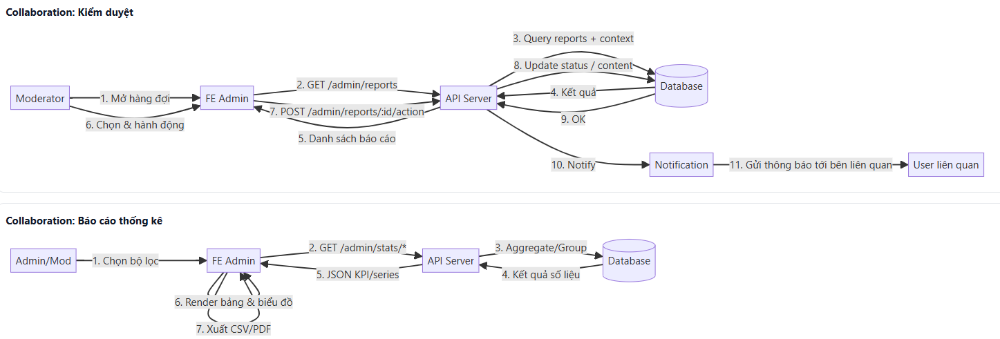 Collaboration: Kiểm duyệt
3. Query reports + context
8. Update status / content
Database
2. GET /admin/reports
4. Kết quả
Moderator
1. Mở hàng đợi
FE Admin
API Server
7. POST /admin/reports/:id/action
9. OK
6. Chọn & hành động
5. Danh sách báo cáo
10. Notify
Notification
11. Gửi thông báo tới bên liên quan
User liên quan
Collaboration: Báo cáo thống kê
2. GET /admin/stats/*
3. Aggregate/Group
Admin/Mod
1. Chọn bộ lọc
FE Admin
API Server
Database
5. JSON KPI/series
4. Kết quả số liệu
6. Render bảng & biểu đồ
7. Xuất CSV/PDF